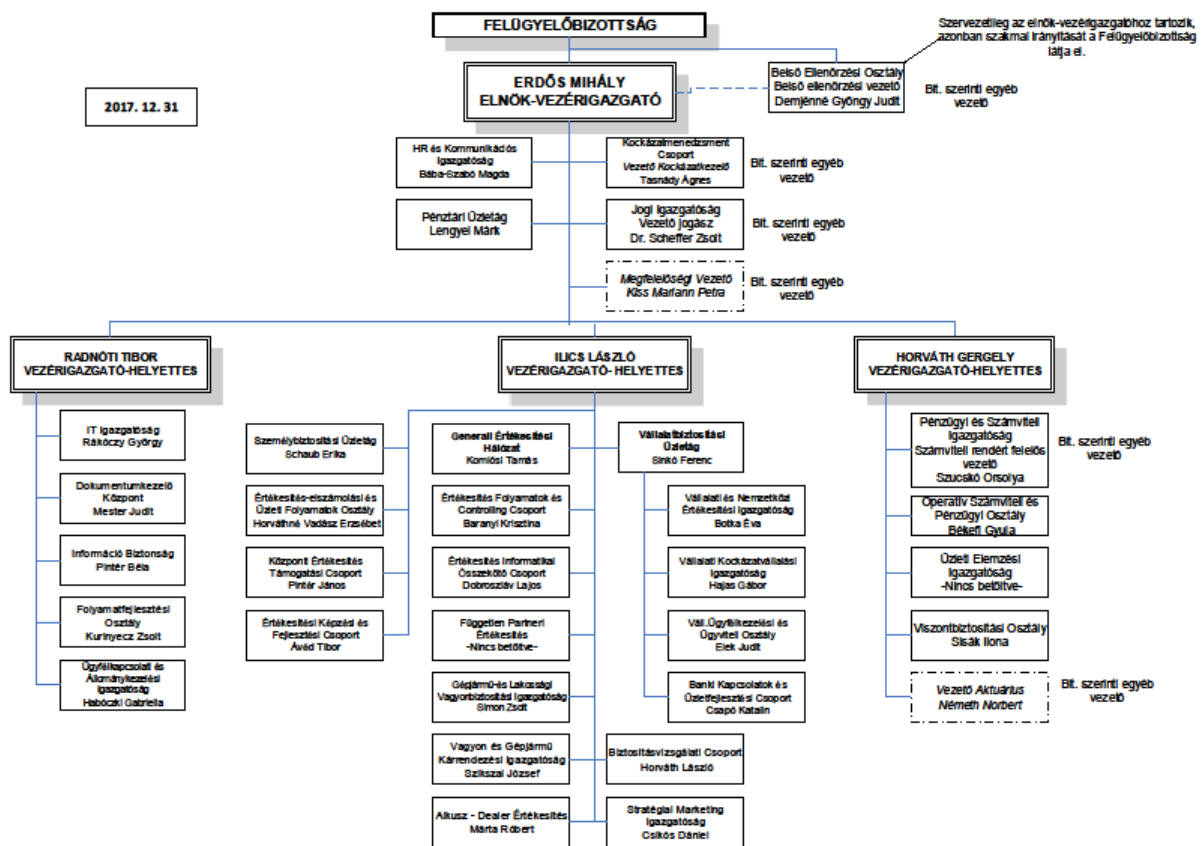 FELÜGYELŐBIZOTTSÁG
Szervezetileg az elnök-vezérigazgatóhoz tartozik,
azonban szakmai irányítását a Felügyelőbizottság
látja el.
ERDŐS MIHÁLY
ELNÖK-VEZÉRIGAZGATÓ
Belső Ellenőrzési Osztály
Belső ellenőrzési vezető
Demjénné Gyöngy Judit
Bit. szerinti egyéb
vezető
2017. 12. 31
HR és Kommunikációs
Igazgatóság
Bába-Szabó Magda
Kockázatmenedzsment
Csoport
Vezető Kockázatkezelő
Tasnády Ágnes
Bit. szerinti egyéb
vezető
Pénztári Üzletág
Lengyel Márk
Jogi Igazgatóság
Vezető jogász
Dr. Scheffer Zsolt
Bit. szerinti egyéb
vezető
Megfelelőségi Vezető
Kiss Mariann Petra
Bit. szerinti egyéb
vezető
RADNÓTI TIBOR
VEZÉRIGAZGATÓ-HELYETTES
ILICS LÁSZLÓ
VEZÉRIGAZGATÓ- HELYETTES
HORVÁTH GERGELY
VEZÉRIGAZGATÓ-HELYETTES
IT Igazgatóság
Rákóczy György
Dokumentumkezelő
Központ
Mester Judit
Információ Biztonság
Pintér Béla
Folyamatfejlesztési
Osztály
Kurinyecz Zsolt
Ügyfélkapcsolati és
Állománykezelési
Igazgatóság
Habóczki Gabriella
Személybiztosítási Üzletág
Schaub Erika
Értékesítés-elszámolási és
Üzleti Folyamatok Osztály
Horváthné Vadász Erzsébet
Központi Értékesítés
Támogatási Csoport
Pintér János
Értékesítési Képzési és
Fejlesztési Csoport
Ávéd Tibor
Generali Értékesítési
Hálózat
Komlósi Tamás
Értékesítés Folyamatok és
Controlling Csoport
Baranyi Krisztina
Értékesítés Informatikai
Összekötő Csoport
Dobroszláv Lajos
Független Partneri
Értékesítés
-Nincs betöltve-
Gépjármű-és Lakossági
Vagyonbiztosítási Igazgatóság
Simon Zsolt
Vagyon és Gépjármű
Kárrendezési Igazgatóság
Szikszai József
Alkusz - Dealer Értékesítés
Márta Róbert
Vállalatbiztosítási
Üzletág
Sinkó Ferenc
Vállalati és Nemzetközi
Értékesítési Igazgatóság
Botka Éva
Vállalati Kockázatvállalási
Igazgatóság
Hajas Gábor
Váll.Ügyfélkezelési és
Ügyviteli Osztály
Elek Judit
Banki Kapcsolatok és
Üzletfejlesztési Csoport
Csapó Katalin
Biztosításvizsgálati Csoport
Horváth László
Stratégiai Marketing
Igazgatóság
Csikós Dániel
Pénzügyi és Számviteli
Igazgatóság
Számviteli rendért felelős
vezető
Szucskó Orsolya
Bit. szerinti egyéb
vezető
Operatív Számviteli és
Pénzügyi Osztály
Békefi Gyula
Üzleti Elemzési
Igazgatóság
-Nincs betöltve-
Viszontbiztosítási Osztály
Sisák Ilona
Vezető Aktuárius
Németh Norbert
Bit. szerinti egyéb
vezető